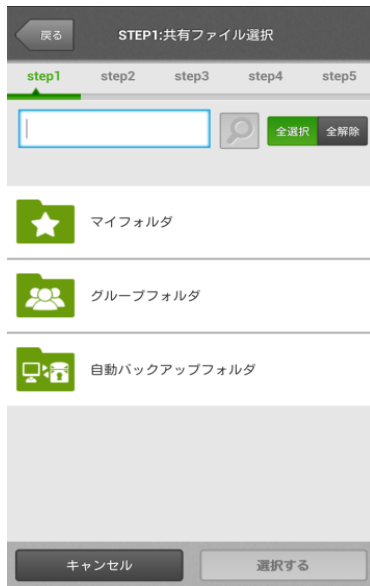 戻る
STEP1:共有ファイル選択
step1 step2 step3 step4 step5
全選択 全解除
マイフォルダ
グループフォルダ
自動バックアップフォルダ
キャンセル 選択する